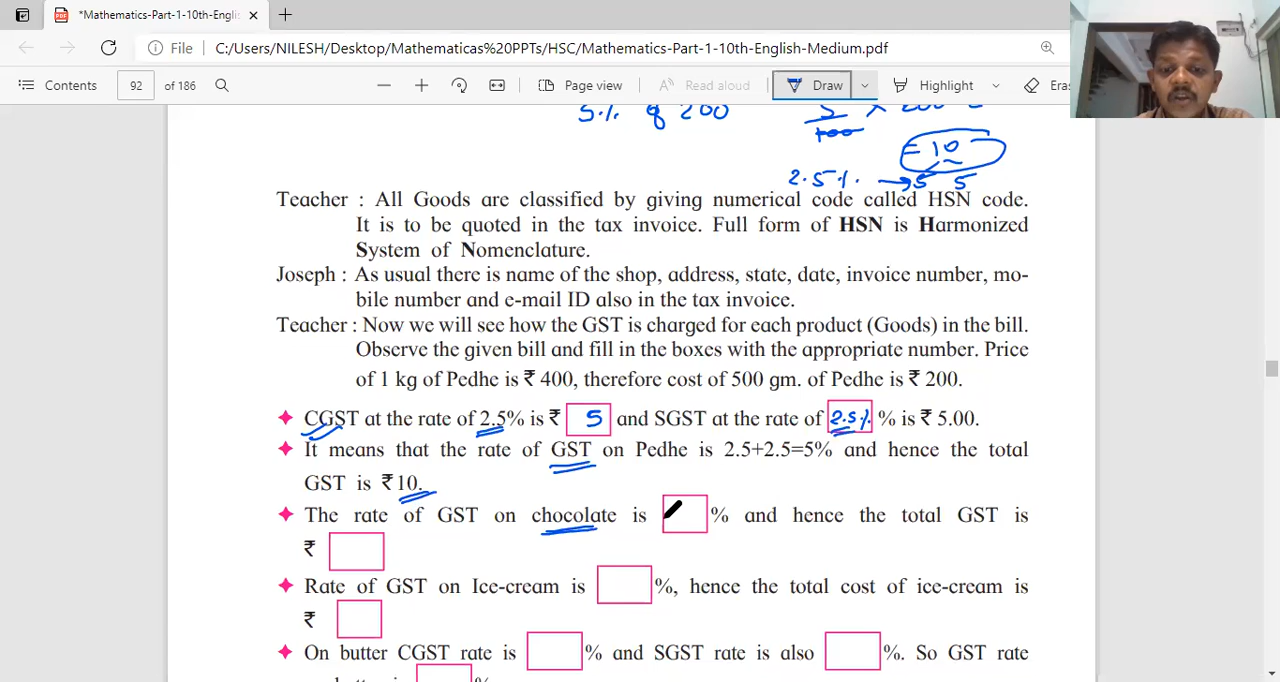 *Mathematics-Part-1-10th-Engli
File
C:/Users/NILESH/Desktop/Mathematicas%20PPTs/HSC/Mathematics-Part-1-10th-English-Medium.pdf
Contents
92 of 186
Page view
Read aloud
Draw
Highlight
Eras
5.% of 200 5/100 × 200 =
= 10
2.5% → 5 5
Teacher : All Goods are classified by giving numerical code called HSN code.
It is to be quoted in the tax invoice. Full form of HSN is Harmonized
System of Nomenclature.
Joseph : As usual there is name of the shop, address, state, date, invoice number, mo-
bile number and e-mail ID also in the tax invoice.
Teacher : Now we will see how the GST is charged for each product (Goods) in the bill.
Observe the given bill and fill in the boxes with the appropriate number. Price
of 1 kg of Pedhe is ₹ 400, therefore cost of 500 gm. of Pedhe is ₹ 200.
CGST at the rate of 2.5% is ₹ 5 and SGST at the rate of 2.5% % is ₹ 5.00.
It means that the rate of GST on Pedhe is 2.5+2.5=5% and hence the total
GST is ₹ 10.
The rate of GST on chocolate is % and hence the total GST is
₹
Rate of GST on Ice-cream is %, hence the total cost of ice-cream is
₹
On butter CGST rate is % and SGST rate is also %. So GST rate